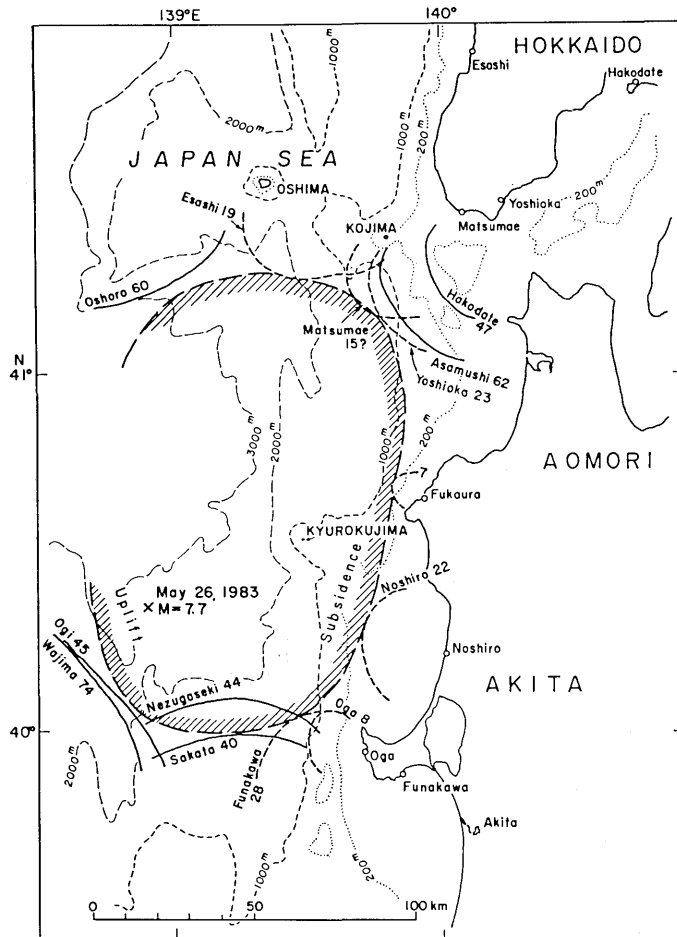 139°E
140°
HOKKAIDO
Esashi
Hakodate
1000m
2000m
1000m
200m
JAPAN SEA
OSHIMA
Esashi 19
KOJIMA
Yoshioka
Matsumae
200m
Oshoro 60
Hakodate
47
Matsumae
15?
Asamushi 62
Yoshioka 23
N
41°
3000m
2000m
1000m
200m
AOMORI
7
Fukaura
KYUROKUJIMA
Subsidence
Noshiro 22
Uplift
May 26, 1983
× M=7.7
Ogi 45
Wajima 74
Noshiro
AKITA
Nezugaseki 44
Oga 8
40°
Sakata 40
Funakawa
28
Oga
Funakawa
2000m
Akita
1000m
200m
0 50 100 km